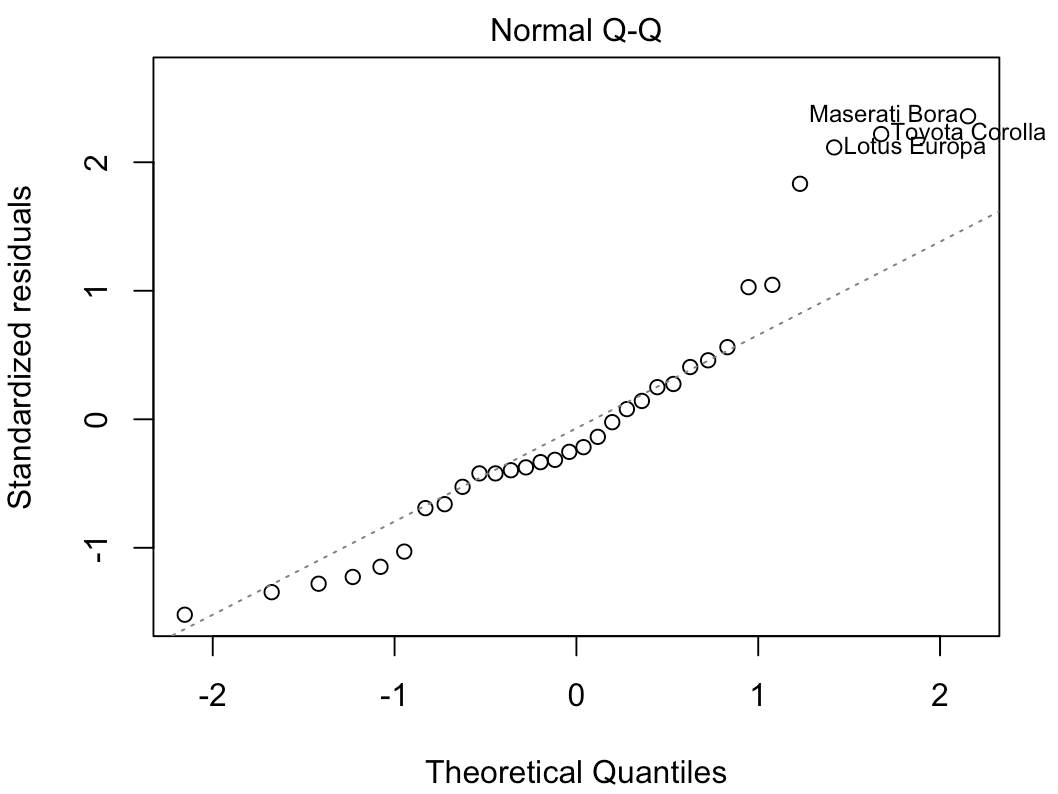 Normal Q-Q
Maserati Bora
Toyota Corolla
Lotus Europa
Standardized residuals
2
1
0
-1
-2
-1
0
1
2
Theoretical Quantiles